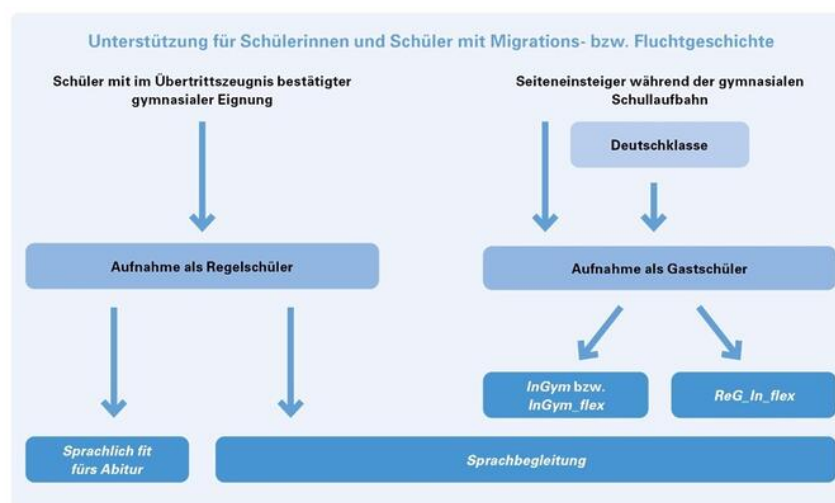 Unterstützung für Schülerinnen und Schüler mit Migrations- bzw. Fluchtgeschichte
Schüler mit im Übertrittszeugnis bestätigter
gymnasialer Eignung
Seiteneinsteiger während der gymnasialen
Schullaufbahn
Deutschklasse
Aufnahme als Regelschüler
Aufnahme als Gastschüler
InGym bzw.
InGym_flex
ReG_In_flex
Sprachlich fit
fürs Abitur
Sprachbegleitung